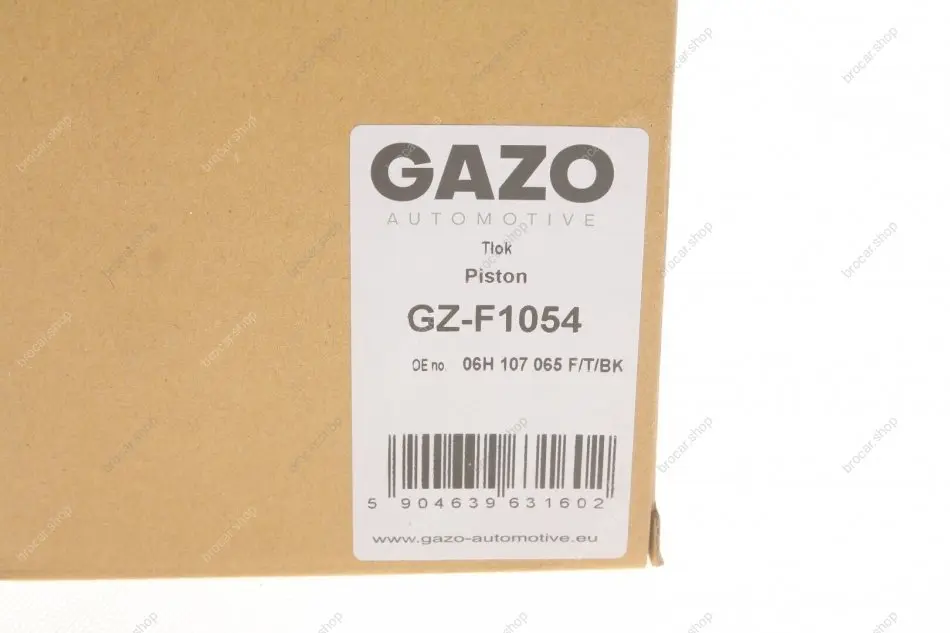 GAZO
AUTOMOTIVE
Tłok
Piston
GZ-F1054
OE no. 06H 107 065 F/T/BK
5 904639 631602
www.gazo-automotive.eu
brocar.shop